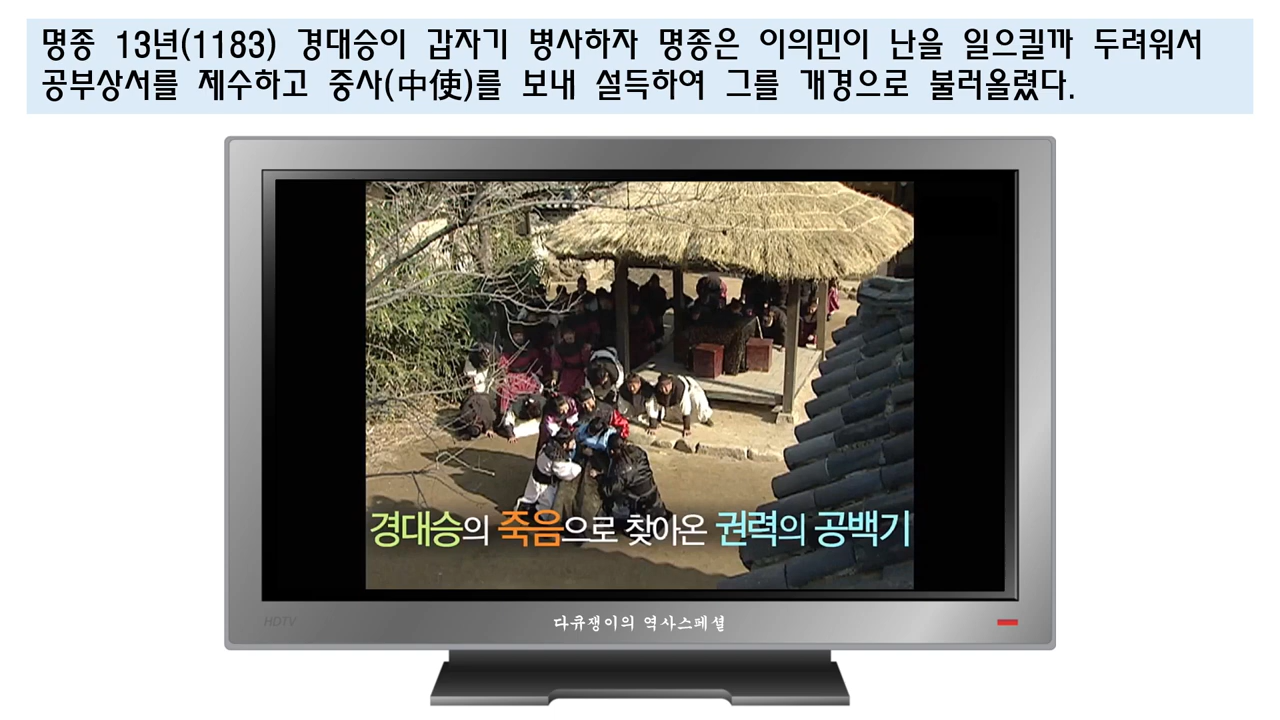 명종 13년(1183) 경대승이 갑자기 병사하자 명종은 이의민이 난을 일으킬까 두려워서
공부상서를 제수하고 중사(中使)를 보내 설득하여 그를 개경으로 불러올렸다.
경대승의 죽음으로 찾아온 권력의 공백기
HDTV
다큐쟁이의 역사스페셜